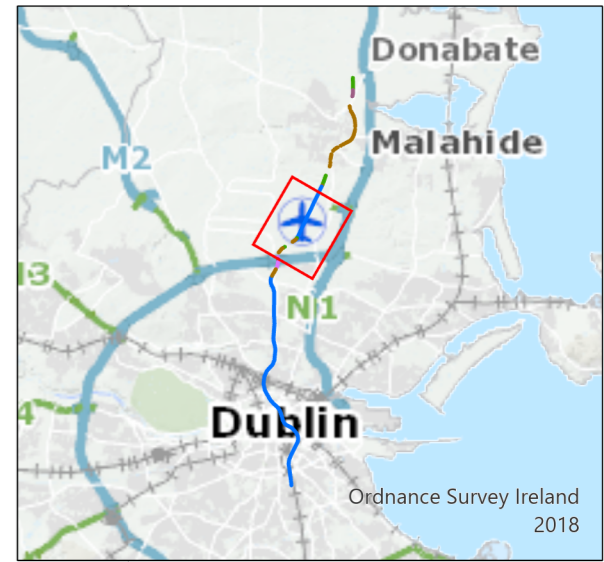 Donabate
Malahide
M2
N1
Dublin
Ordnance Survey Ireland
2018